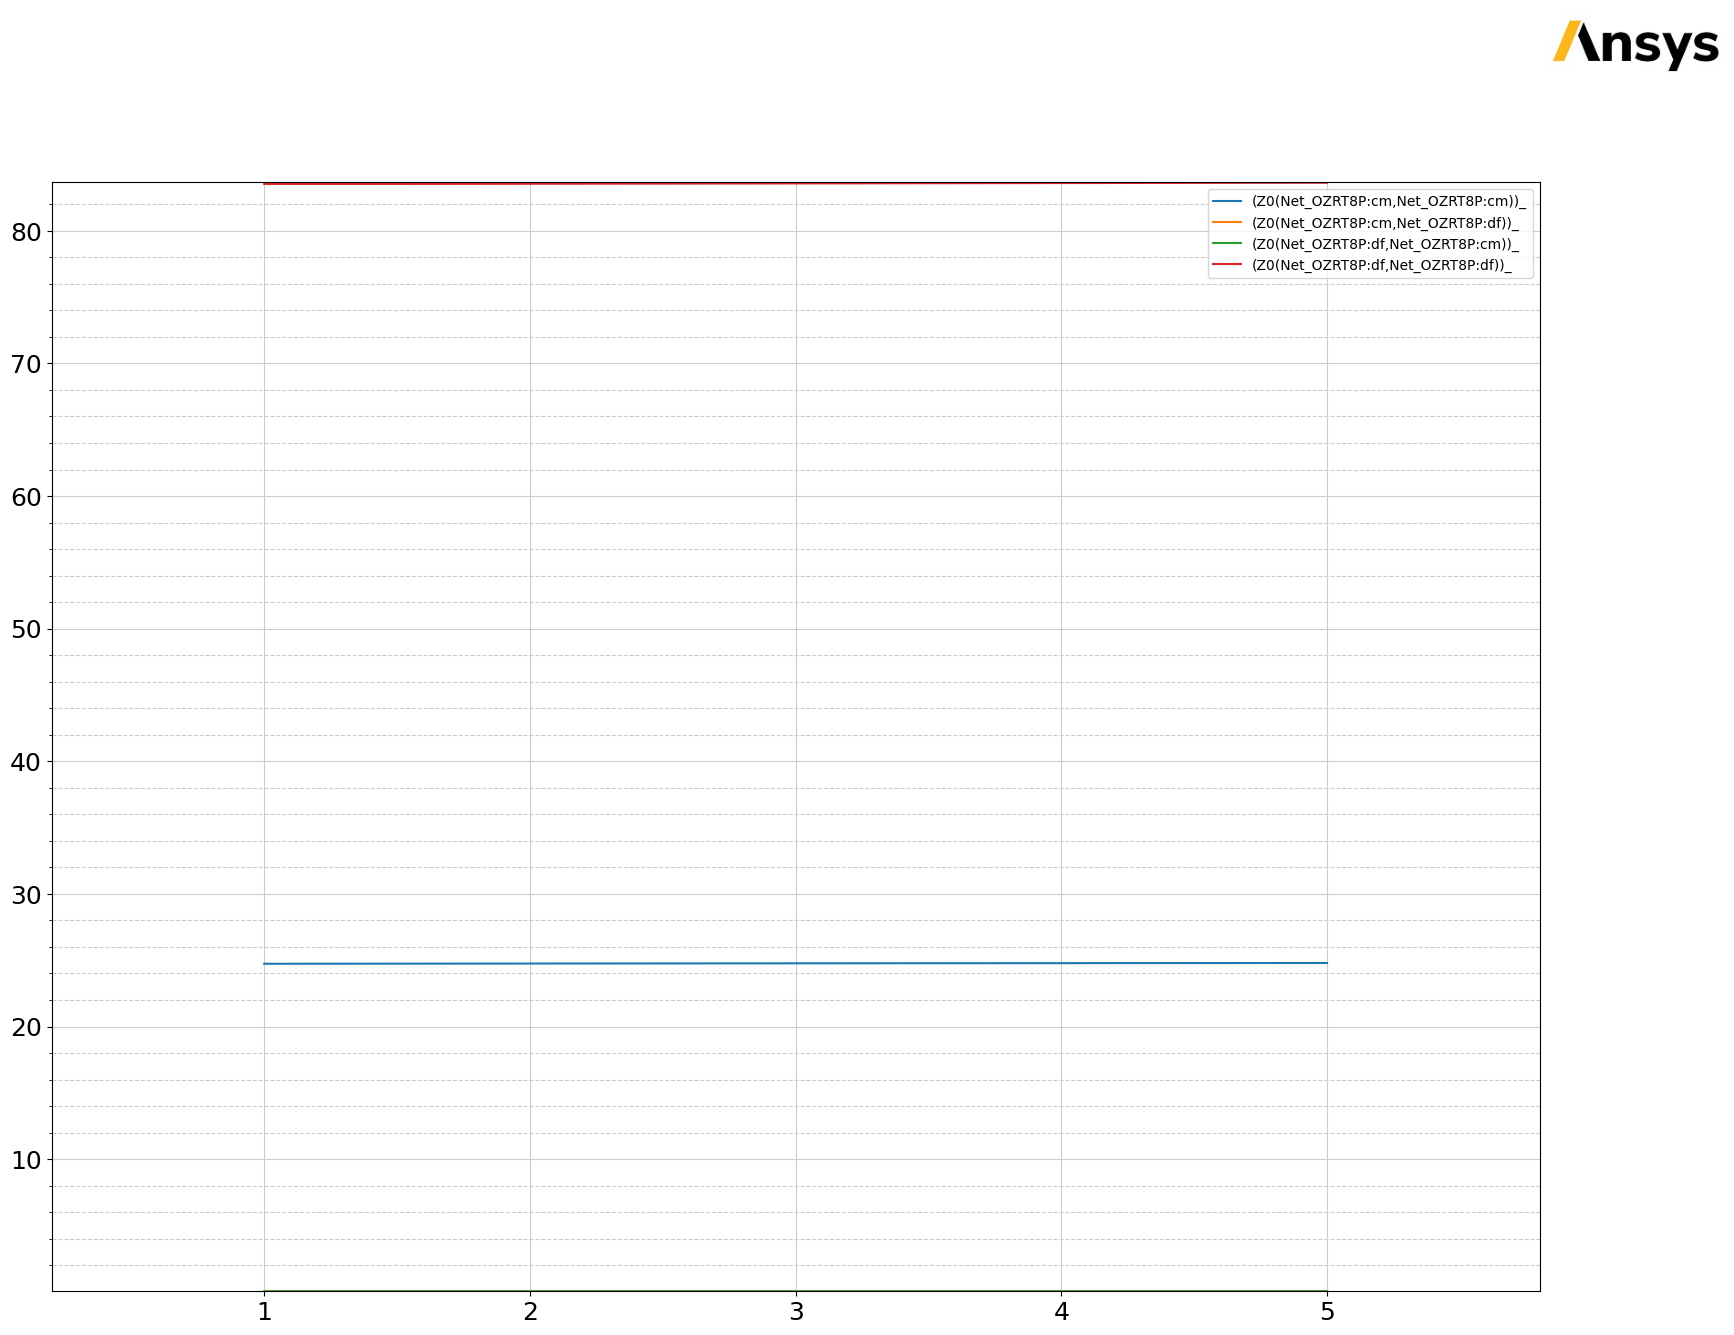 Ansys
(Z0(Net_OZRT8P:cm,Net_OZRT8P:cm))_
(Z0(Net_OZRT8P:cm,Net_OZRT8P:df))_
(Z0(Net_OZRT8P:df,Net_OZRT8P:cm))_
(Z0(Net_OZRT8P:df,Net_OZRT8P:df))_
80
70
60
50
40
30
20
10
1 2 3 4 5